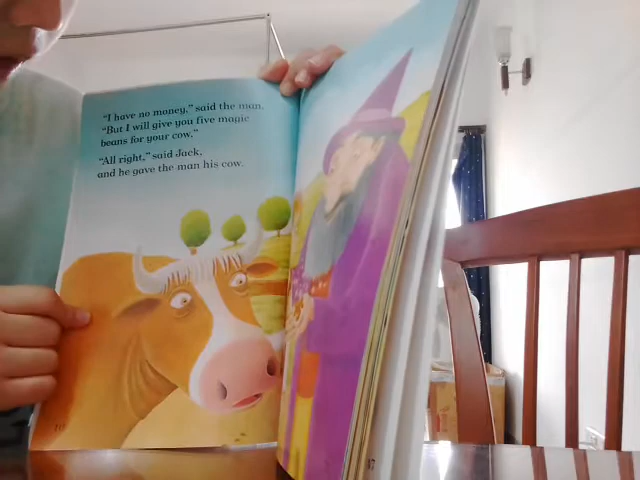 "I have no money," said the man.
"But I will give you five magic
beans for your cow."
"All right," said Jack,
and he gave the man his cow.